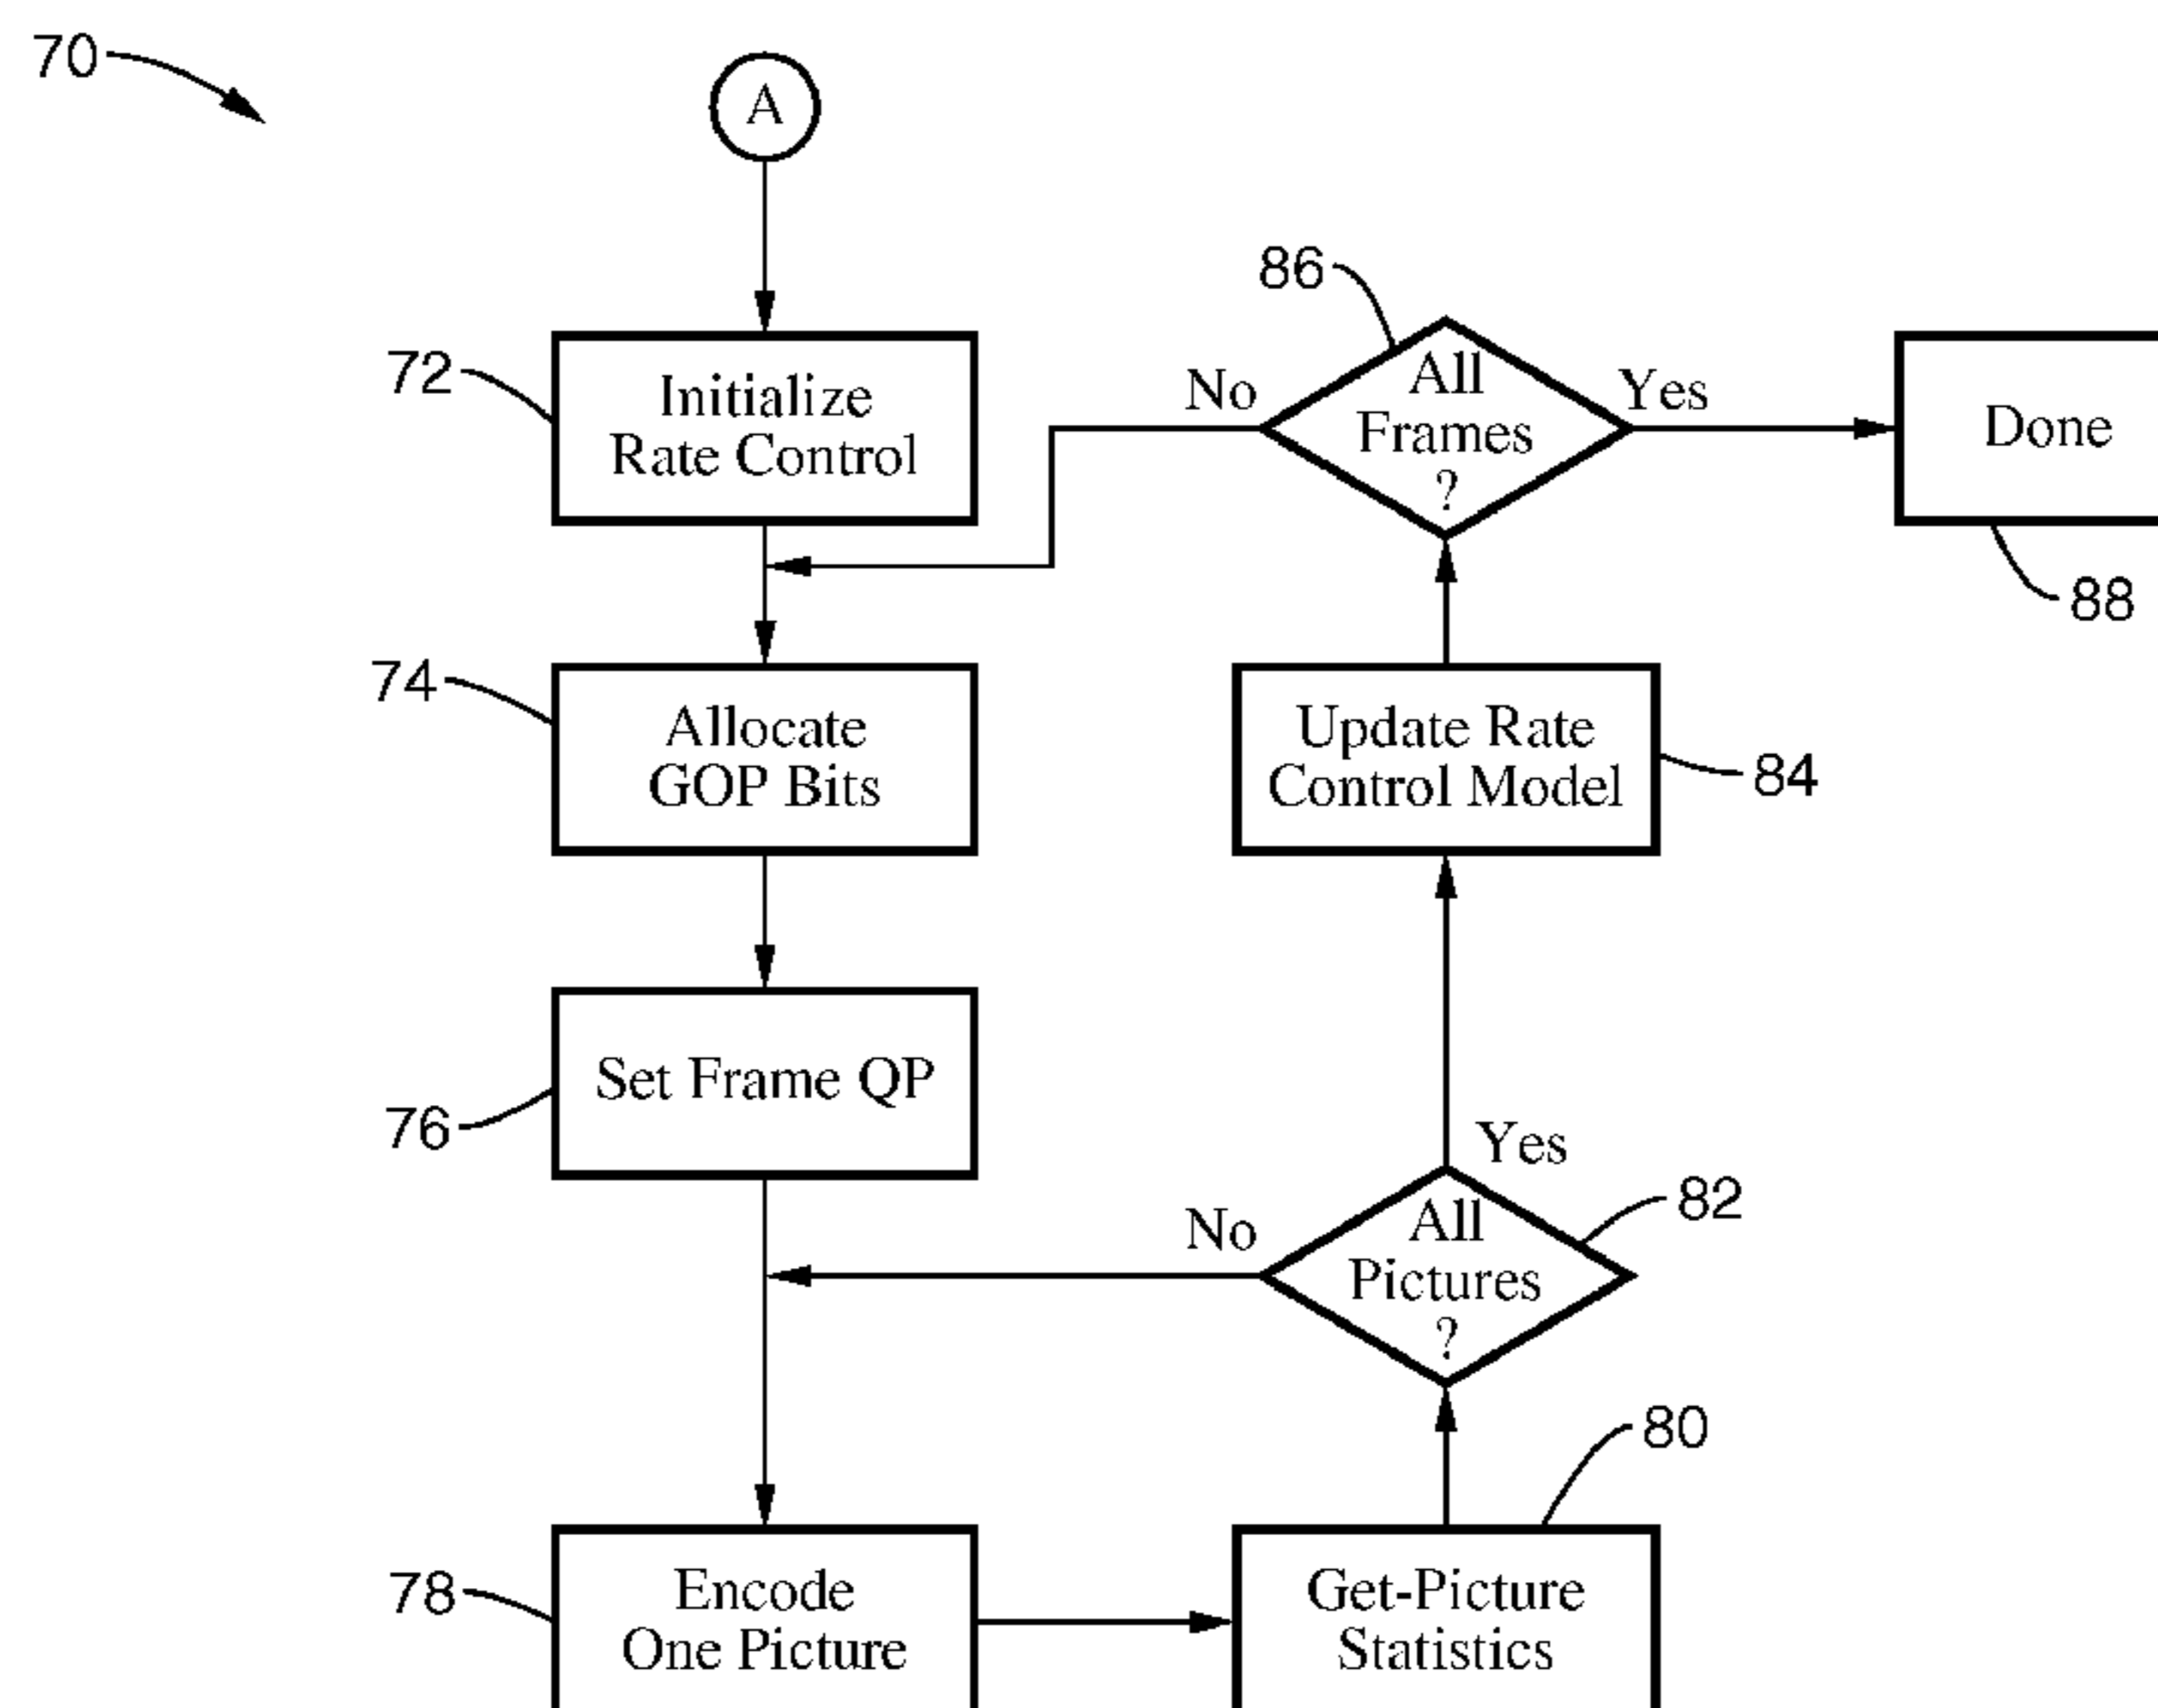 70
A
72
Initialize
Rate Control
86
All
Frames
?
No
Yes
Done
88
74
Allocate
GOP Bits
Update Rate
Control Model
84
Set Frame QP
76
Yes
82
No
All
Pictures
?
80
78
Encode
One Picture
Get-Picture
Statistics